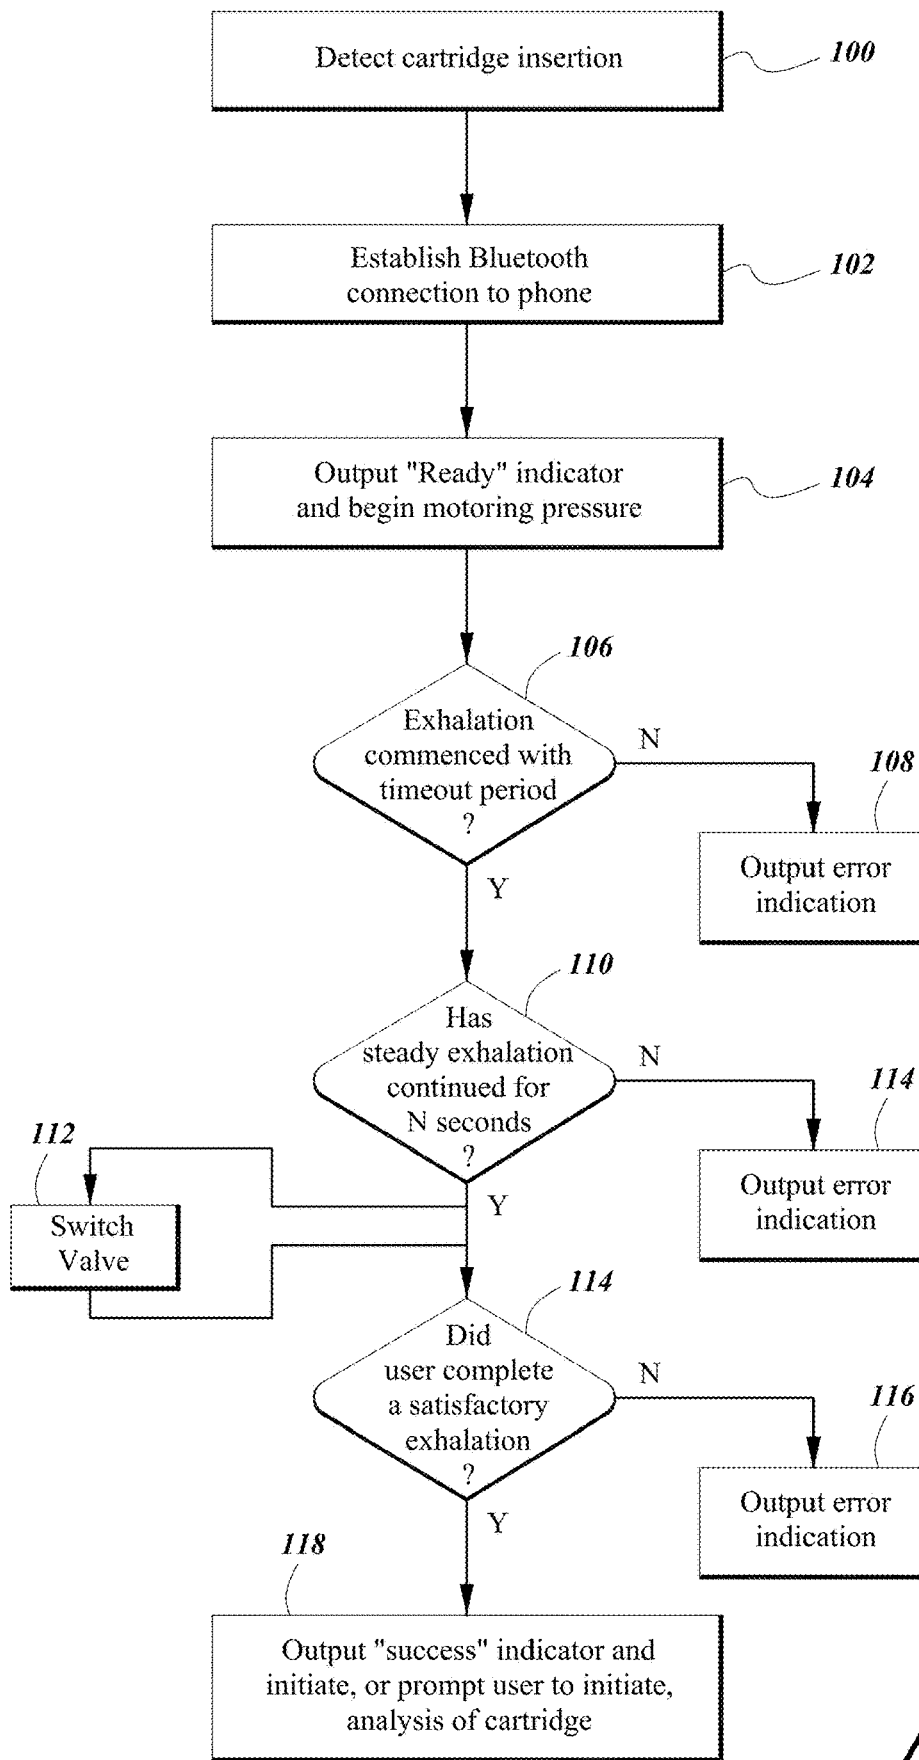 Detect cartridge insertion
100
Establish Bluetooth
connection to phone
102
Output "Ready" indicator
and begin motoring pressure
104
106
Exhalation
commenced with
timeout period
?
N
108
Output error
indication
Y
110
Has
steady exhalation
continued for
N seconds
?
N
114
Output error
indication
112
Switch
Valve
Y
114
Did
user complete
a satisfactory
exhalation
?
N
116
Output error
indication
Y
118
Output "success" indicator and
initiate, or prompt user to initiate,
analysis of cartridge